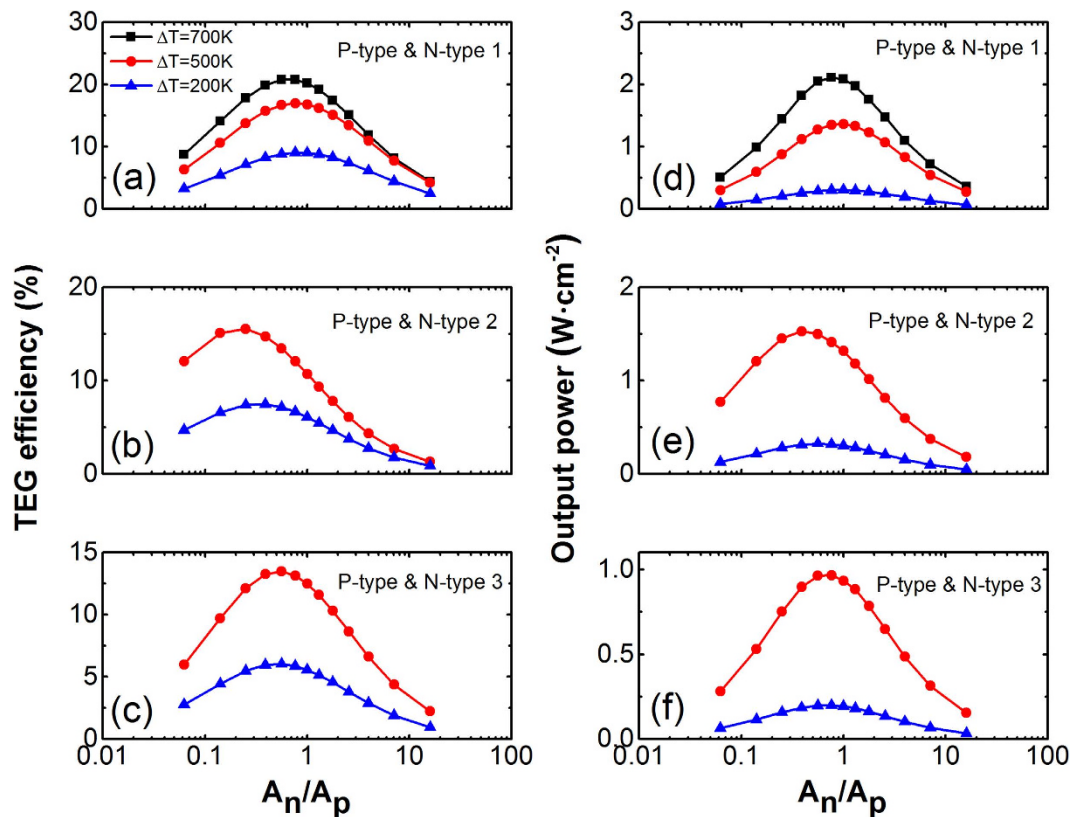 30
20
10
0
ΔT=700K
ΔT=500K
ΔT=200K
P-type & N-type 1
(a)
3
2
1
0
P-type & N-type 1
(d)
TEG efficiency (%)
20
10
0
P-type & N-type 2
(b)
Output power (W·cm⁻²)
2
1
0
P-type & N-type 2
(e)
15
10
5
0
P-type & N-type 3
(c)
0.01 0.1 1 10 100
Aₙ/Aₚ
1.0
0.5
0.0
P-type & N-type 3
(f)
0.01 0.1 1 10 100
Aₙ/Aₚ